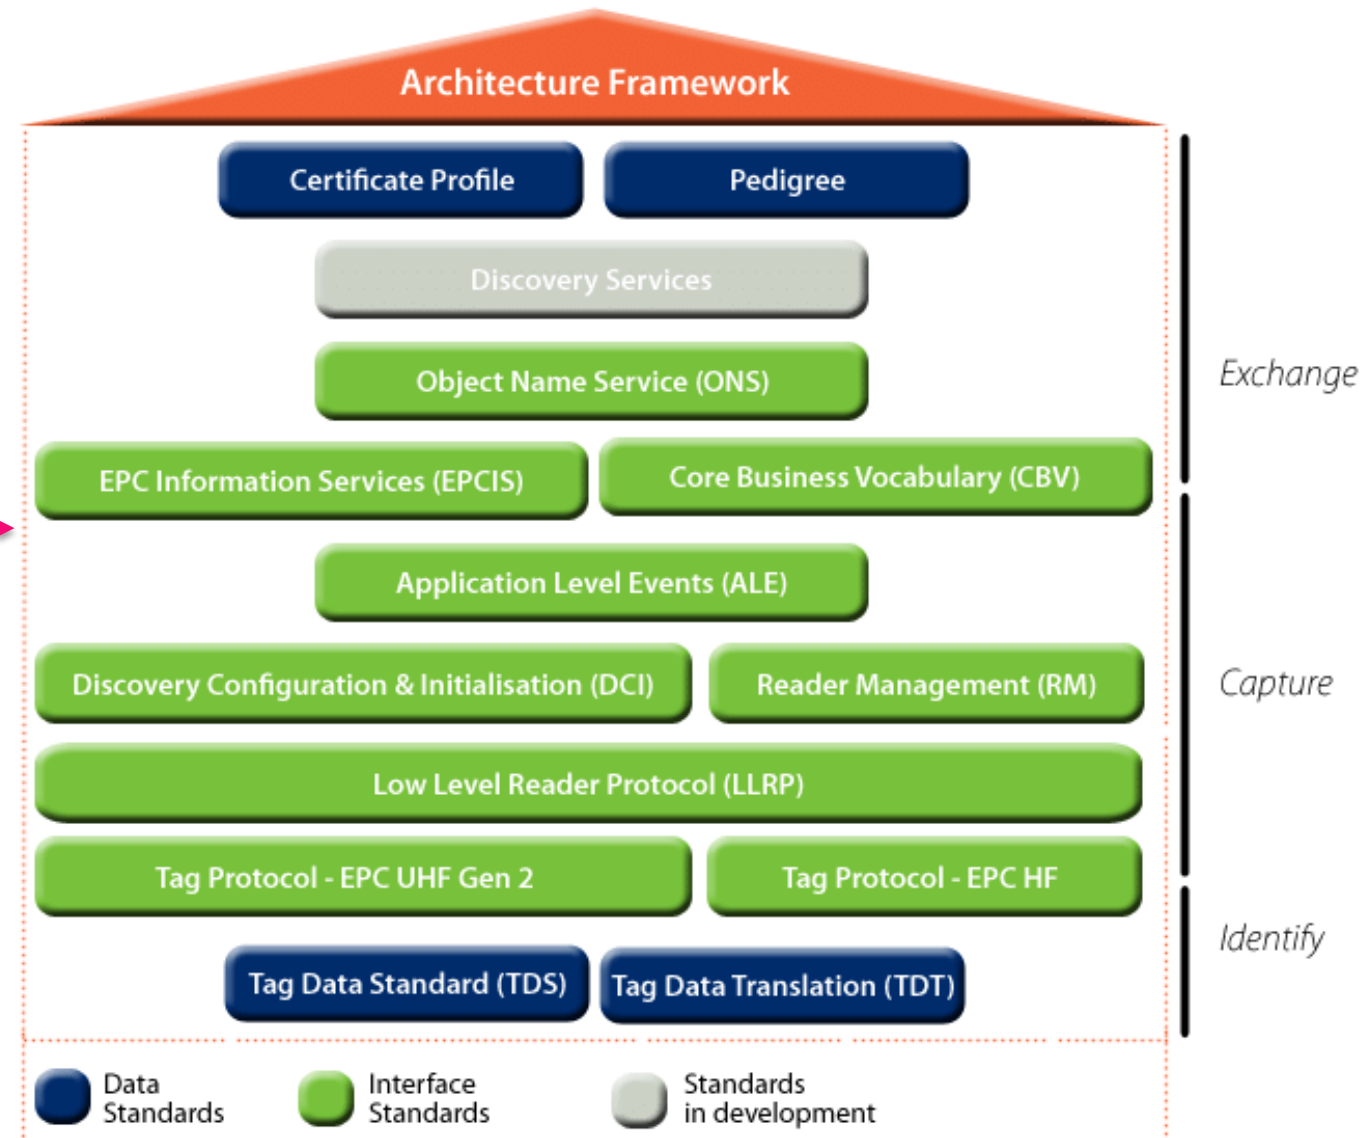 Architecture Framework
Certificate Profile
Pedigree
Discovery Services
Object Name Service (ONS)
Exchange
EPC Information Services (EPCIS)
Core Business Vocabulary (CBV)
Application Level Events (ALE)
Discovery Configuration & Initialisation (DCI)
Reader Management (RM)
Capture
Low Level Reader Protocol (LLRP)
Tag Protocol - EPC UHF Gen 2
Tag Protocol - EPC HF
Identify
Tag Data Standard (TDS)
Tag Data Translation (TDT)
Data
Standards
Interface
Standards
Standards
in development